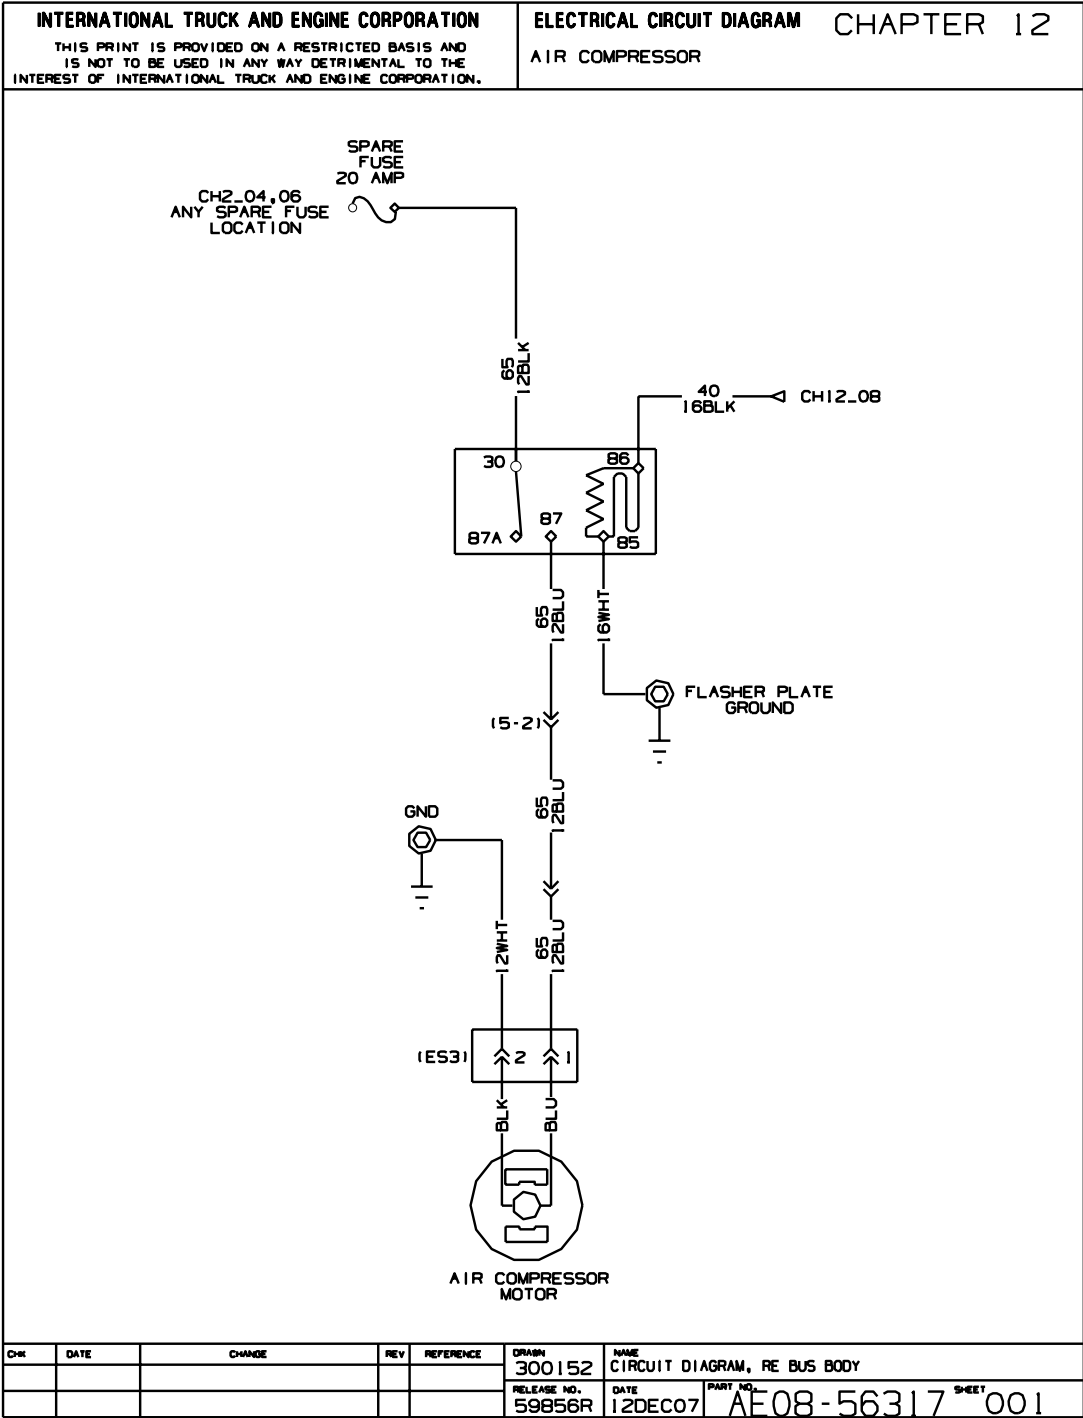 INTERNATIONAL TRUCK AND ENGINE CORPORATION
THIS PRINT IS PROVIDED ON A RESTRICTED BASIS AND
IS NOT TO BE USED IN ANY WAY DETRIMENTAL TO THE
INTEREST OF INTERNATIONAL TRUCK AND ENGINE CORPORATION.
ELECTRICAL CIRCUIT DIAGRAM CHAPTER 12
AIR COMPRESSOR
SPARE
FUSE
20 AMP
CH2_04,06
ANY SPARE FUSE
LOCATION
65
12BLK
40
16BLK
CH12_08
30
86
87
87A
85
65
12BLU
16WHT
FLASHER PLATE
GROUND
(5-2)
65
12BLU
GND
12WHT
65
12BLU
(ES3)
2
1
BLK
BLU
AIR COMPRESSOR
MOTOR
CHK DATE CHANGE REV REFERENCE
DRAWN
300152
NAME
CIRCUIT DIAGRAM, RE BUS BODY
RELEASE NO.
59856R
DATE
12DEC07
PART NO.
AE08-56317
SHEET
001